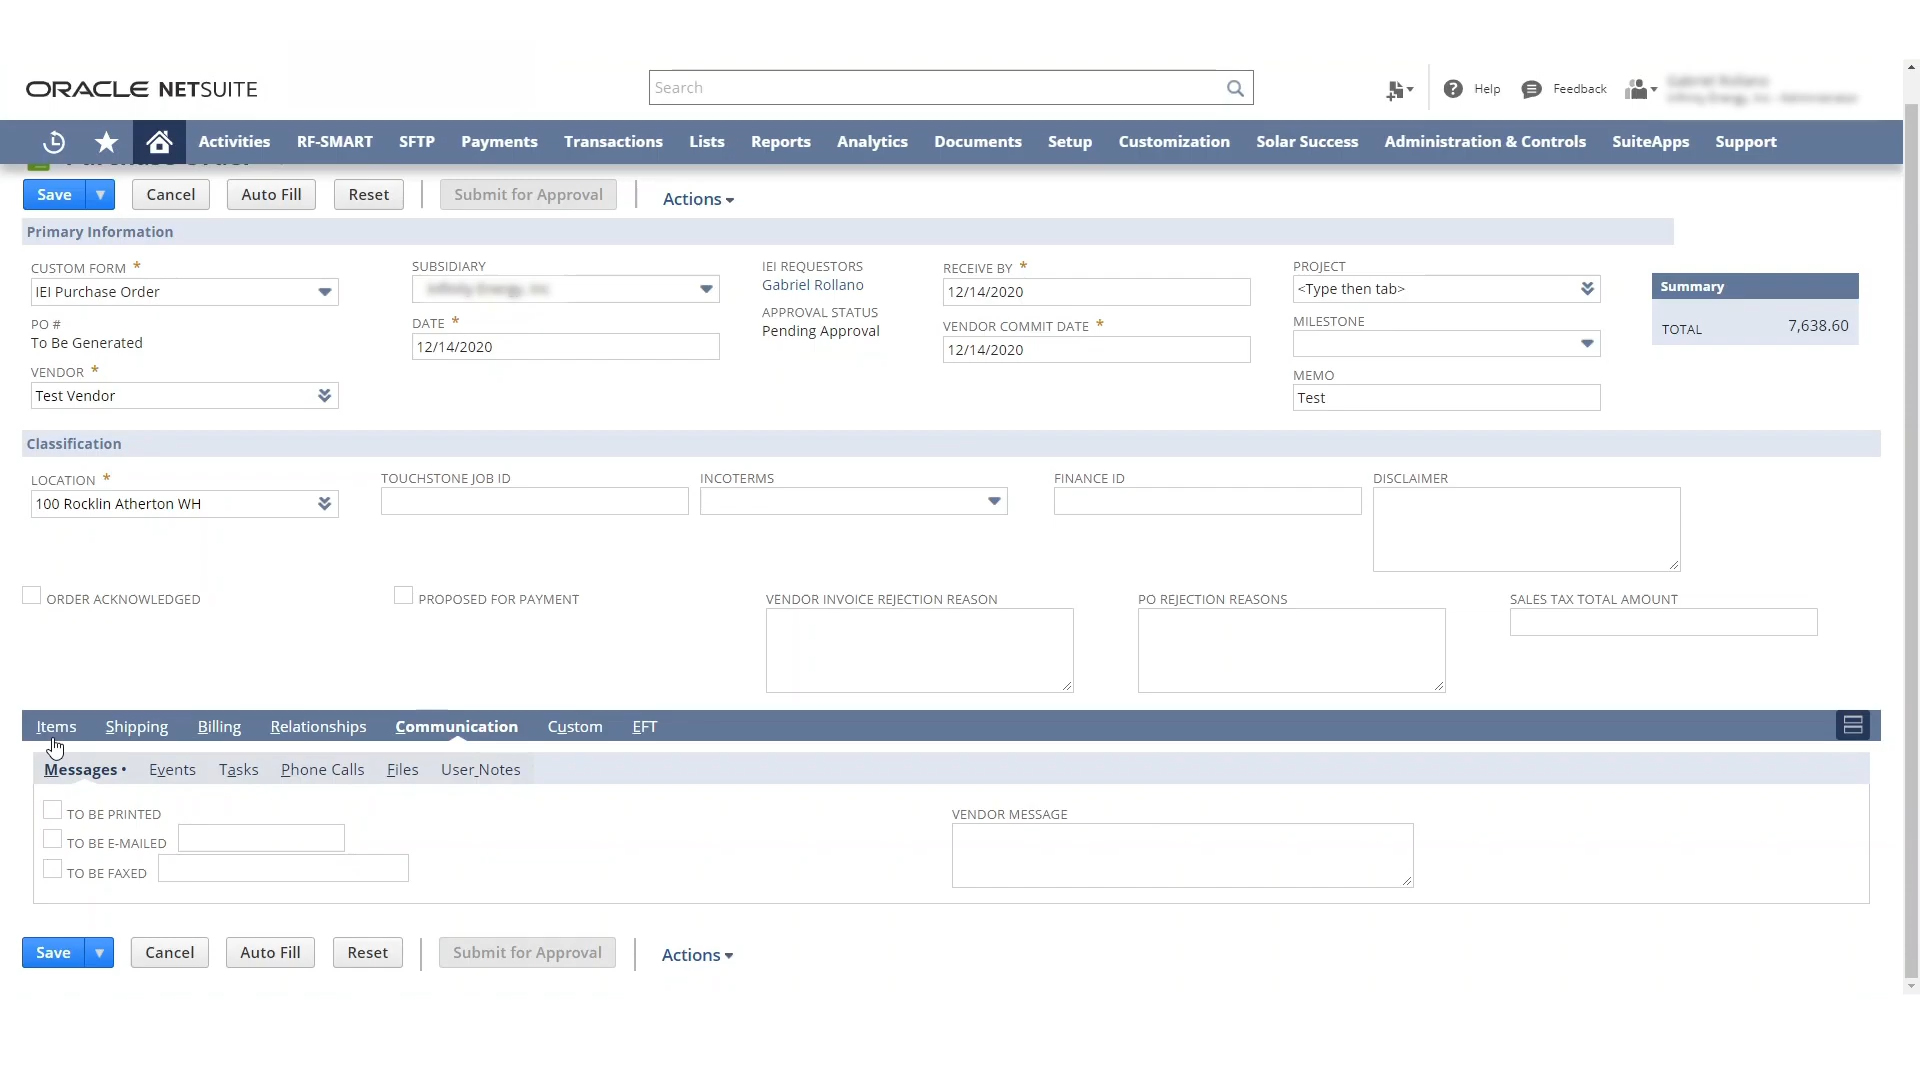 ORACLE NETSUITE
Search
Help
Feedback
Activities RF-SMART SFTP Payments Transactions Lists Reports Analytics Documents Setup Customization Solar Success Administration & Controls SuiteApps Support
Save Cancel Auto Fill Reset Submit for Approval Actions
Primary Information
CUSTOM FORM *
IEI Purchase Order
PO #
To Be Generated
VENDOR *
Test Vendor
SUBSIDIARY
DATE *
12/14/2020
IEI REQUESTORS
Gabriel Rollano
APPROVAL STATUS
Pending Approval
RECEIVE BY *
12/14/2020
VENDOR COMMIT DATE *
12/14/2020
PROJECT
<Type then tab>
MILESTONE
MEMO
Test
Summary
TOTAL 7,638.60
Classification
LOCATION *
100 Rocklin Atherton WH
TOUCHSTONE JOB ID
INCOTERMS
FINANCE ID
DISCLAIMER
ORDER ACKNOWLEDGED
PROPOSED FOR PAYMENT
VENDOR INVOICE REJECTION REASON
PO REJECTION REASONS
SALES TAX TOTAL AMOUNT
Items Shipping Billing Relationships Communication Custom EFT
Messages • Events Tasks Phone Calls Files User Notes
TO BE PRINTED
TO BE E-MAILED
TO BE FAXED
VENDOR MESSAGE
Save Cancel Auto Fill Reset Submit for Approval Actions